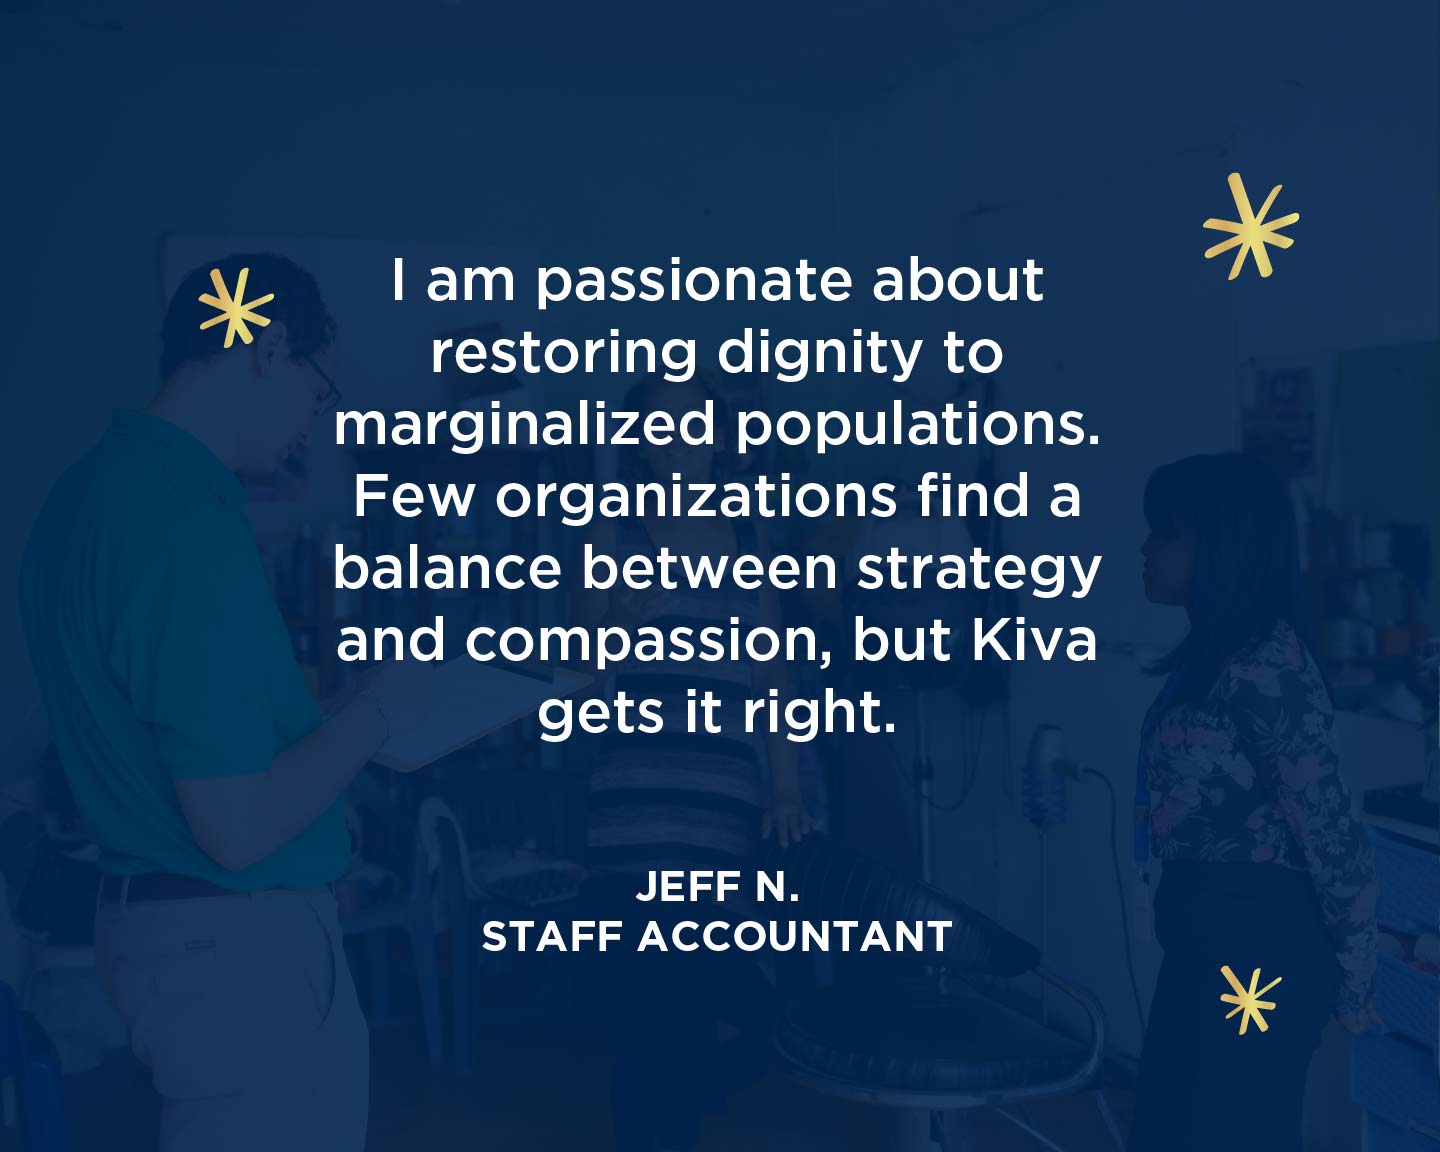 I am passionate about
restoring dignity to
marginalized populations.
Few organizations find a
balance between strategy
and compassion, but Kiva
gets it right.
JEFF N.
STAFF ACCOUNTANT